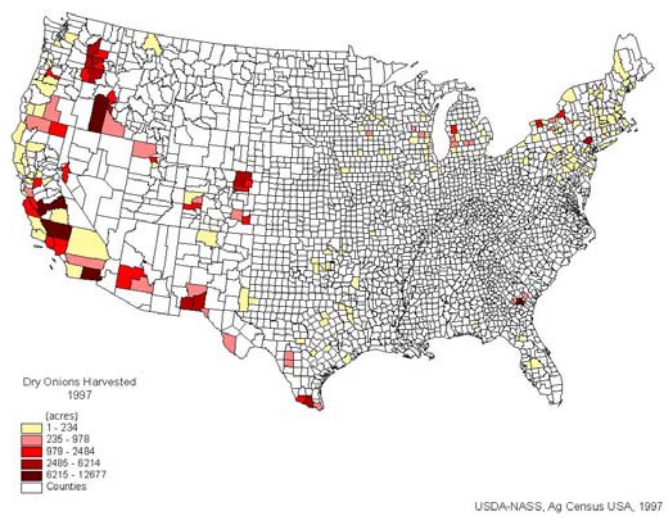 Dry Onions Harvested
1997
(acres)
1 - 234
235 - 978
979 - 2484
2485 - 6214
6215 - 12677
Counties
USDA-NASS, Ag Census USA, 1997